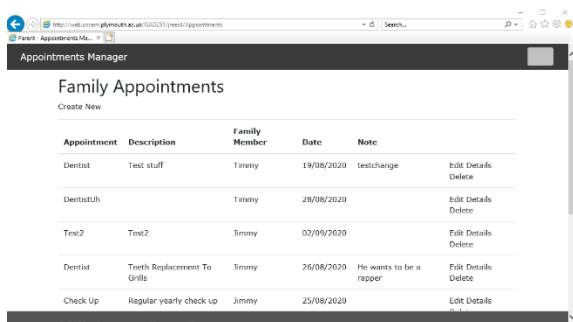 http://web.socem.plymouth.ac.uk/ISAD251/jreed/Appointments
Search...
Parent - Appointments Ma...
Appointments Manager
Family Appointments
Create New
Appointment Description Family Member Date Note
Dentist Test stuff Timmy 19/08/2020 testchange Edit Details
Delete
DentistUh Timmy 28/08/2020 Edit Details
Delete
Test2 Test2 Jimmy 02/09/2020 Edit Details
Delete
Dentist Teeth Replacement To Jimmy 26/08/2020 He wants to be a Edit Details
Grills rapper Delete
Check Up Regular yearly check up Jimmy 25/08/2020 Edit Details